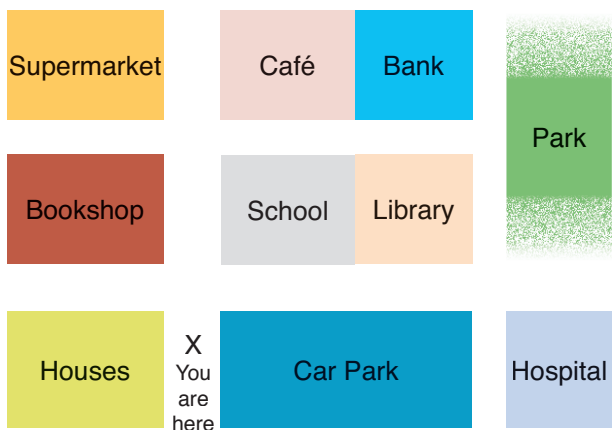 Supermarket
Café
Bank
Park
Bookshop
School
Library
Houses
X
You
are
here
Car Park
Hospital